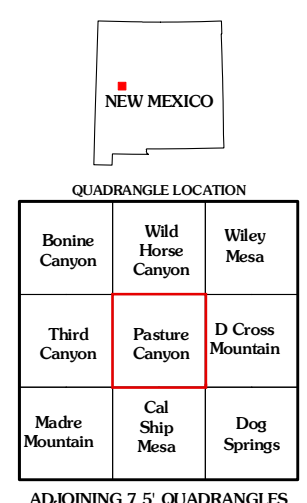 NEW MEXICO
QUADRANGLE LOCATION
Bonine
Canyon
Wild
Horse
Canyon
Wiley
Mesa
Third
Canyon
Pasture
Canyon
D Cross
Mountain
Madre
Mountain
Cal
Ship
Mesa
Dog
Springs
ADJOINING 7.5' QUADRANGLES